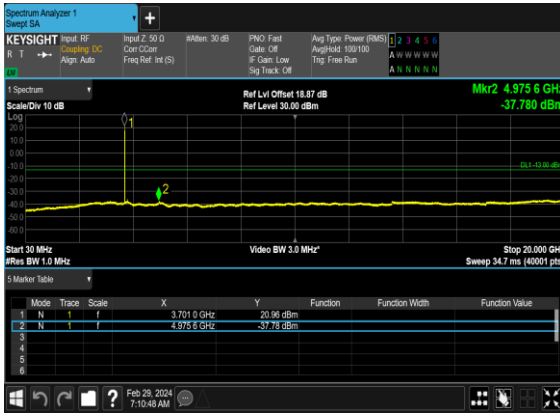 Spectrum Analyzer 1
Swept SA
+
KEYSIGHT Input: RF Input Z: 50 Ω #Atten: 30 dB PNO: Fast Avg Type: Power (RMS) 1 2 3 4 5 6
R T Coupling: DC Corr CCorr Gate: Off Avg|Hold: 100/100 A W W W W W
Align: Auto Freq Ref: Int (S) IF Gain: Low Trig: Free Run
Sig Track: Off A N N N N N
1 Spectrum
Ref Lvl Offset 18.87 dB Mkr2 4.975 6 GHz
Scale/Div 10 dB Ref Level 30.00 dBm -37.780 dBm
Log
1
20.0
10.0
0.00
-10.0
DL1 -13.00 dBm
-20.0
-30.0
2
-40.0
-50.0
-60.0
Start 30 MHz Video BW 3.0 MHz* Stop 20.000 GH
#Res BW 1.0 MHz Sweep 34.7 ms (40001 pts
5 Marker Table
Mode Trace Scale X Y Function Function Width Function Value
1 N 1 f 3.701 0 GHz 20.96 dBm
2 N 1 f 4.975 6 GHz -37.78 dBm
3
4
5
6
? Feb 29, 2024
7:10:48 AM